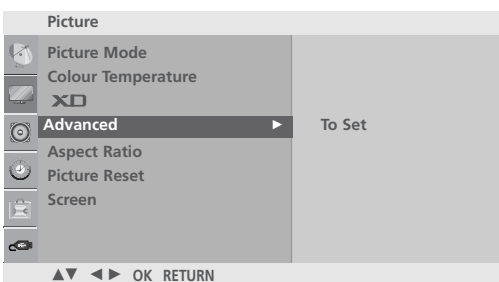 Picture
Picture Mode
Colour Temperature
XD
Advanced ► To Set
Aspect Ratio
Picture Reset
Screen
▲▼ ◄► OK RETURN